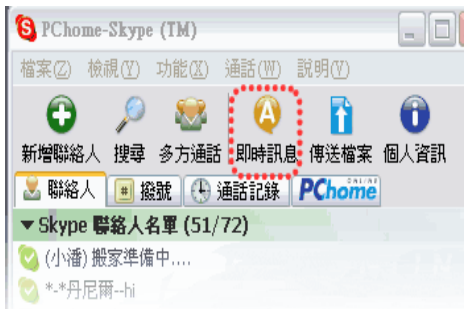 PChome-Skype (TM)
檔案(Z) 檢視(Y) 功能(X) 通話(W) 說明(V)
新增聯絡人 搜尋 多方通話 即時訊息 傳送檔案 個人資訊
聯絡人 撥號 通話記錄 PChome ONLINE
Skype 聯絡人名單 (51/72)
(小潘) 搬家準備中....
*-*丹尼爾--hi